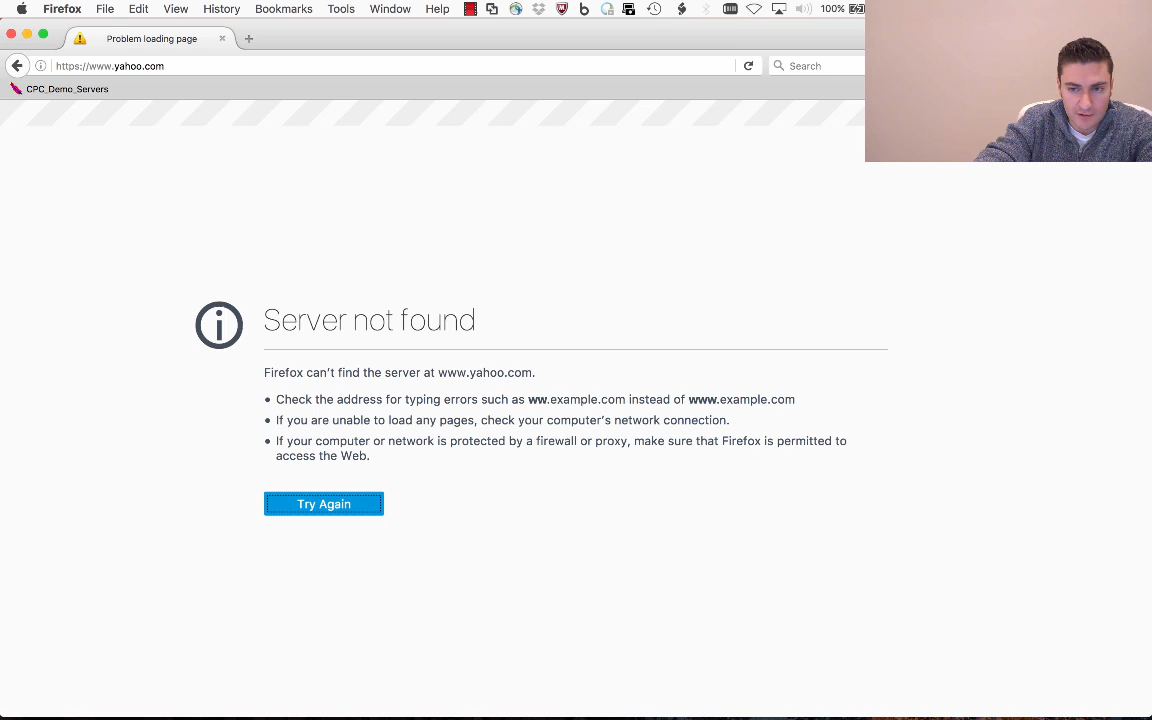 Firefox File Edit View History Bookmarks Tools Window Help 100%
Problem loading page
https://www.yahoo.com
Search
CPC_Demo_Servers
Server not found
Firefox can't find the server at www.yahoo.com.
Check the address for typing errors such as ww.example.com instead of www.example.com
If you are unable to load any pages, check your computer's network connection.
If your computer or network is protected by a firewall or proxy, make sure that Firefox is permitted to
access the Web.
Try Again